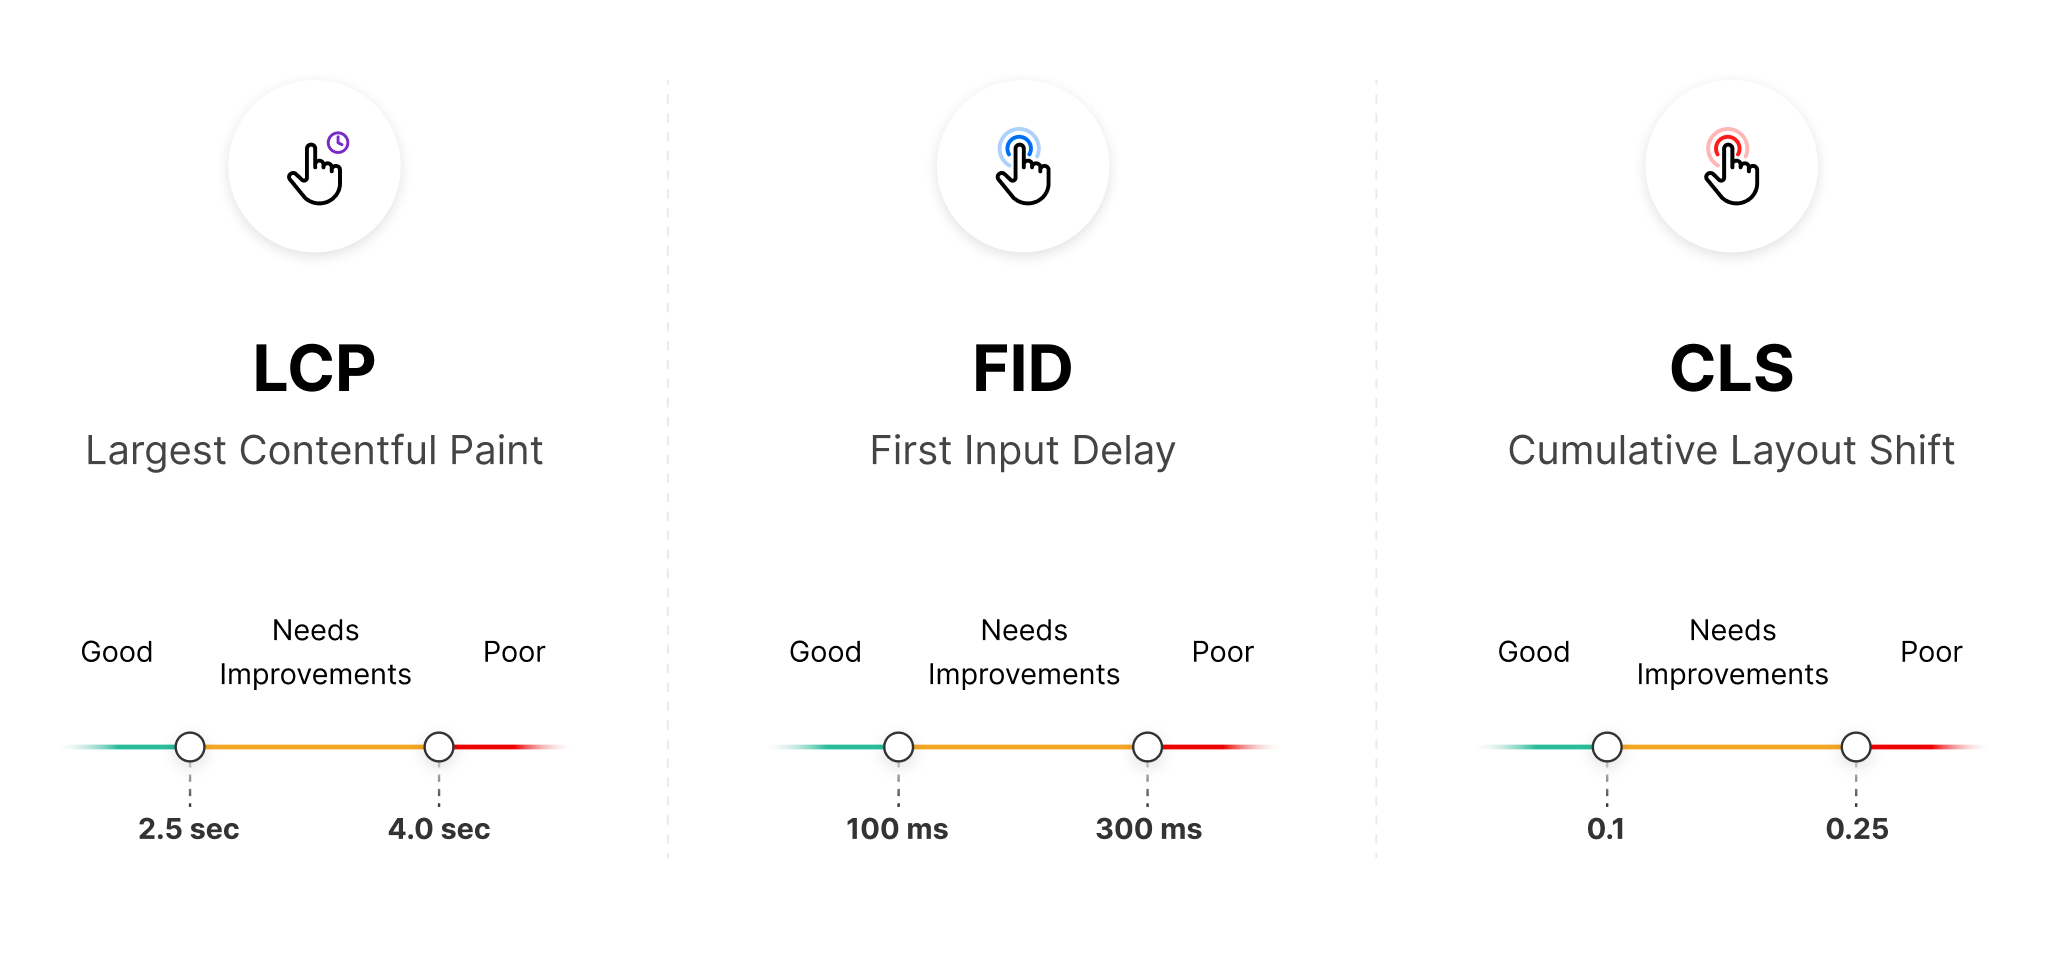 LCP
Largest Contentful Paint
Good
Needs
Improvements
Poor
2.5 sec
4.0 sec
FID
First Input Delay
Good
Needs
Improvements
Poor
100 ms
300 ms
CLS
Cumulative Layout Shift
Good
Needs
Improvements
Poor
0.1
0.25